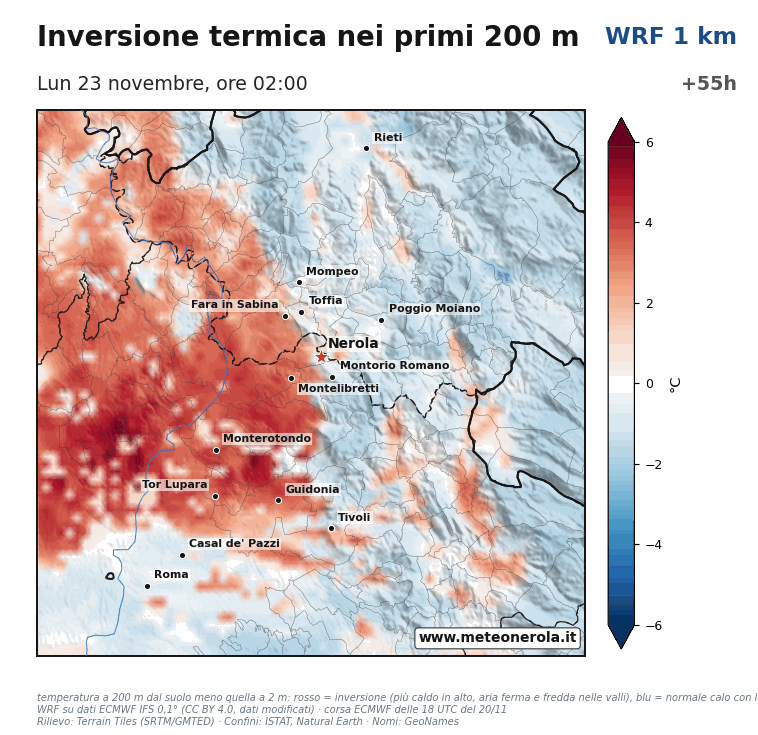 Inversione termica nei primi 200 m
WRF 1 km
Lun 23 novembre, ore 02:00
+55h
Rieti
Mompeo
Toffia
Fara in Sabina
Poggio Moiano
Nerola
Montorio Romano
Montelibretti
Monterotondo
Tor Lupara
Guidonia
Tivoli
Casal de' Pazzi
Roma
www.meteonerola.it
6
4
2
0
−2
−4
−6
°C
temperatura a 200 m dal suolo meno quella a 2 m: rosso = inversione (più caldo in alto, aria ferma e fredda nelle valli), blu = normale calo con l
WRF su dati ECMWF IFS 0,1° (CC BY 4.0, dati modificati) · corsa ECMWF delle 18 UTC del 20/11
Rilievo: Terrain Tiles (SRTM/GMTED) · Confini: ISTAT, Natural Earth · Nomi: GeoNames